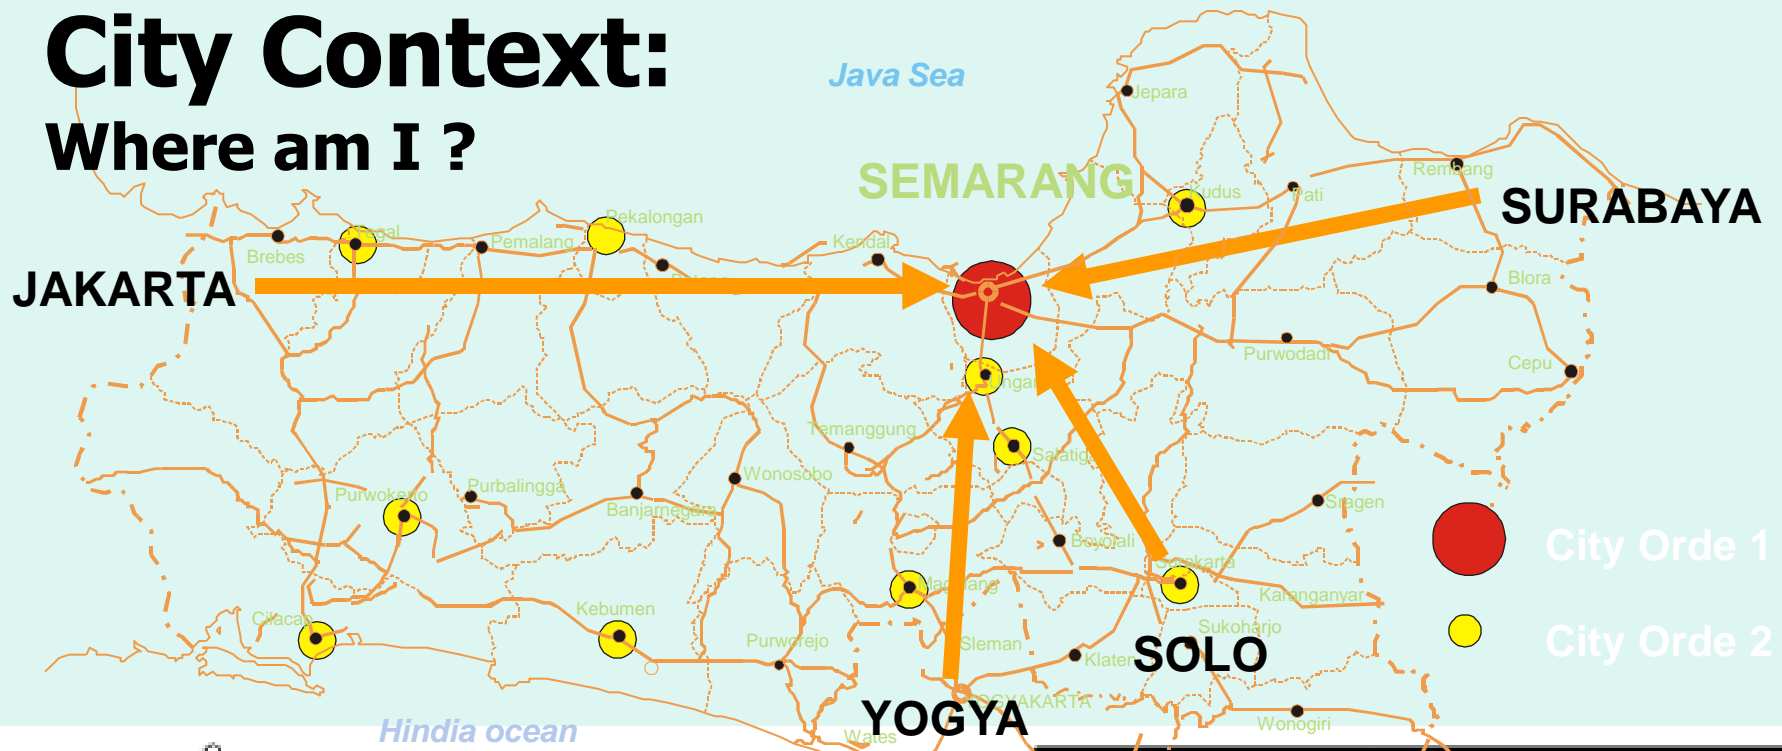 City Context:
Where am I ?
Java Sea
Jepara
SEMARANG
Kudus
Pati
Rembang
SURABAYA
Tegal
Pekalongan
Brebes
Pemalang
Kendal
JAKARTA
Blora
Purwodadi
Cepu
Temanggung
Salatiga
Wonosobo
Purwokerto
Purbalingga
Banjarnegara
Sragen
Boyolali
City Orde 1
Surakarta
Magelang
Karanganyar
Cilacap
Kebumen
Sukoharjo
Purworejo
Sleman
Klaten
SOLO
City Orde 2
YOGYAKARTA
YOGYA
Wonogiri
Hindia ocean
Wates